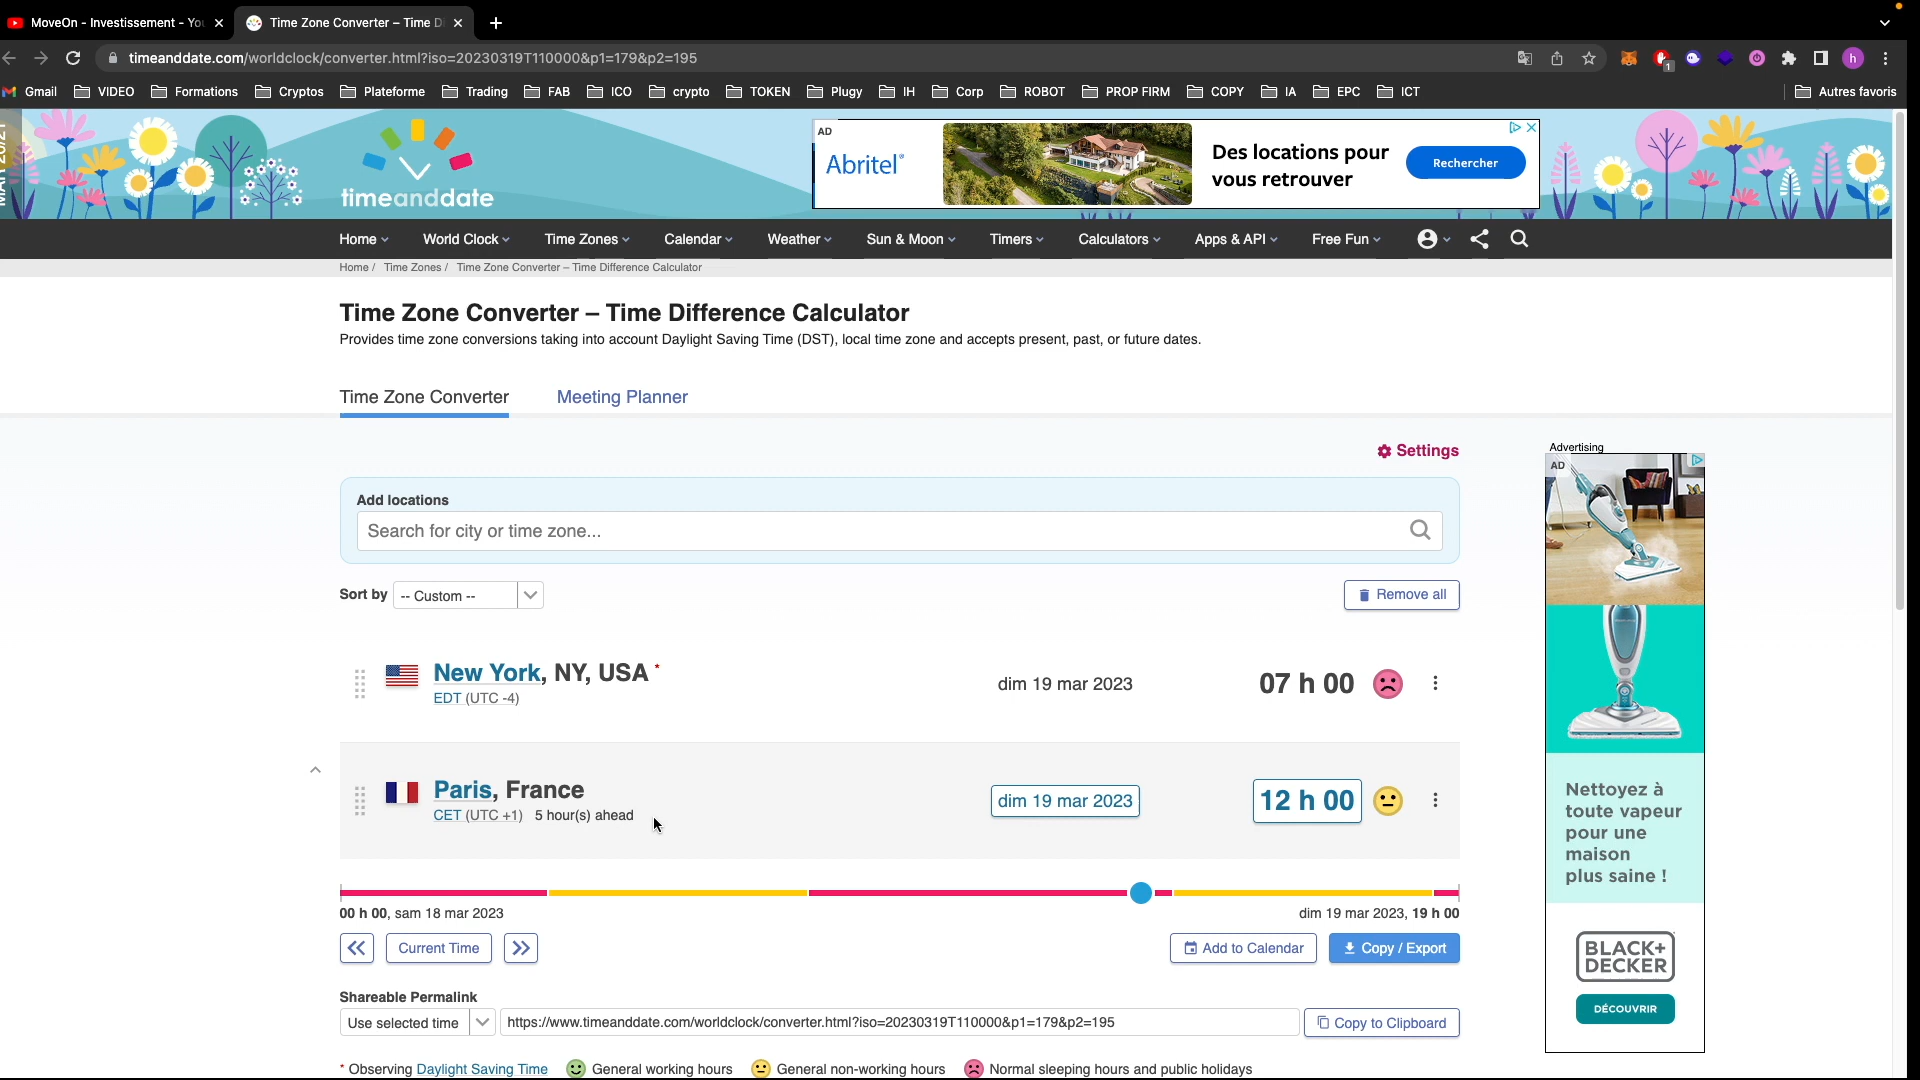 MoveOn - Investissement - Yo
Time Zone Converter – Time D
timeanddate.com/worldclock/converter.html?iso=20230319T110000&p1=179&p2=195
1
h
Gmail
VIDEO
Formations
Cryptos
Plateforme
Trading
FAB
ICO
crypto
TOKEN
Plugy
IH
Corp
ROBOT
PROP FIRM
COPY
IA
EPC
ICT
Autres favoris
timeanddate
AD
Abritel
Des locations pour
vous retrouver
Rechercher
Home
World Clock
Time Zones
Calendar
Weather
Sun & Moon
Timers
Calculators
Apps & API
Free Fun
Home / Time Zones / Time Zone Converter – Time Difference Calculator
Time Zone Converter – Time Difference Calculator
Provides time zone conversions taking into account Daylight Saving Time (DST), local time zone and accepts present, past, or future dates.
Time Zone Converter
Meeting Planner
Settings
Add locations
Search for city or time zone...
Sort by
-- Custom --
Remove all
New York, NY, USA *
EDT (UTC -4)
dim 19 mar 2023
07 h 00
Paris, France
CET (UTC +1) 5 hour(s) ahead
dim 19 mar 2023
12 h 00
00 h 00, sam 18 mar 2023
dim 19 mar 2023, 19 h 00
Current Time
Add to Calendar
Copy / Export
Shareable Permalink
Use selected time
https://www.timeanddate.com/worldclock/converter.html?iso=20230319T110000&p1=179&p2=195
Copy to Clipboard
* Observing Daylight Saving Time
General working hours
General non-working hours
Normal sleeping hours and public holidays
Advertising
AD
Nettoyez à
toute vapeur
pour une
maison
plus saine !
BLACK+
DECKER
DÉCOUVRIR